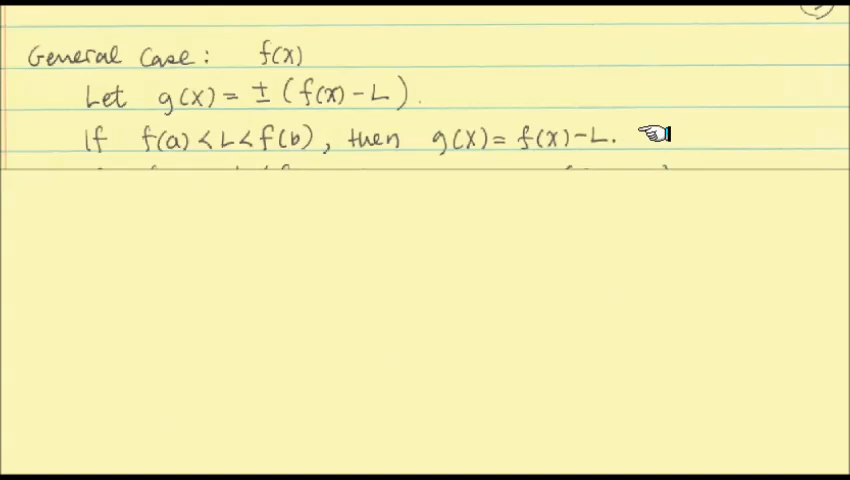 General Case: f(x)
Let g(x) = ± (f(x) - L).
If f(a) < L < f(b), then g(x) = f(x) - L.